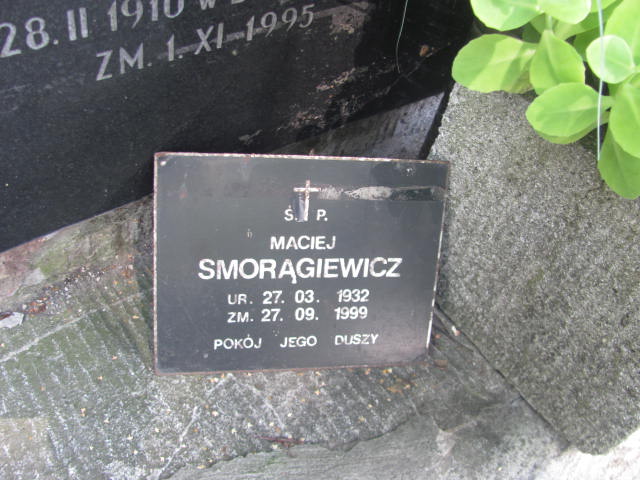 28.II 1910 w
ZM. 1. XI. 1995
Ś. P.
MACIEJ
SMORĄGIEWICZ
UR. 27. 03. 1932
ZM. 27. 09. 1999
POKÓJ JEGO DUSZY